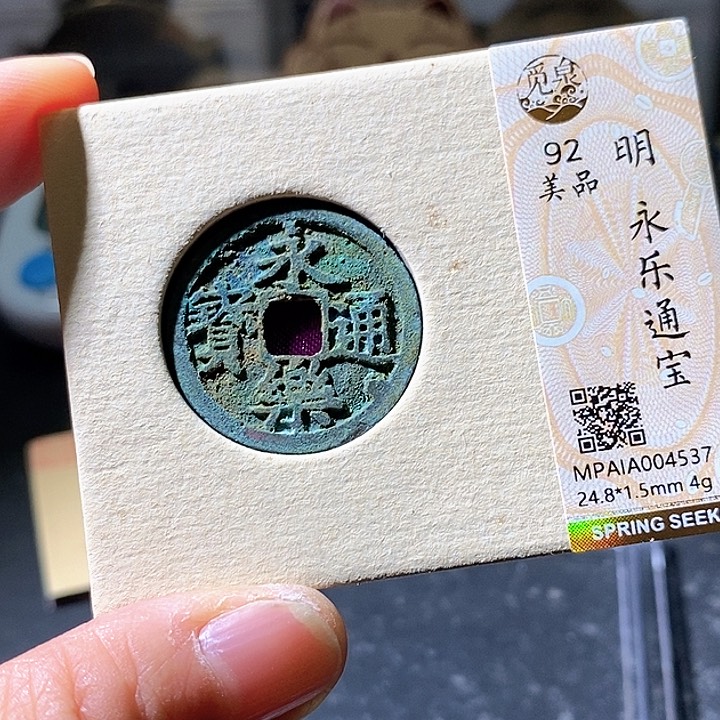 永樂通寶
觅泉
92
美品
明
永乐通宝
MPAIA004537
24.8*1.5mm 4g
SPRING SEEK